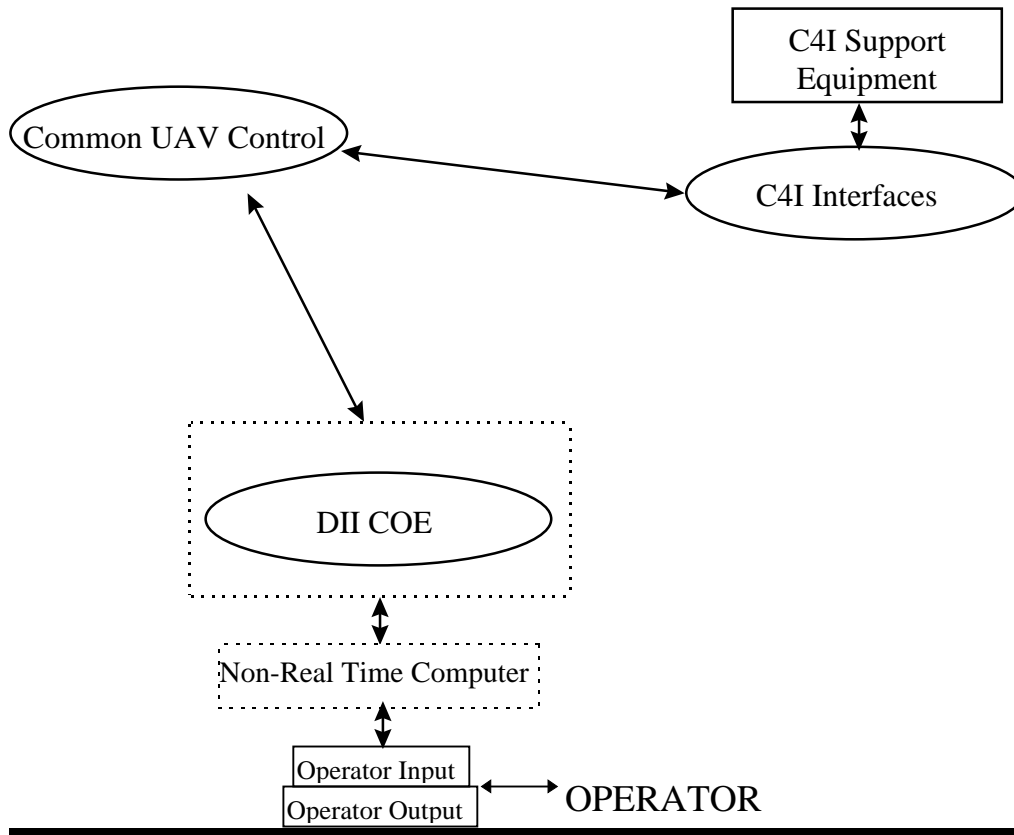 C4I Support
Equipment
Common UAV Control
C4I Interfaces
DII COE
Non-Real Time Computer
Operator Input
Operator Output
OPERATOR